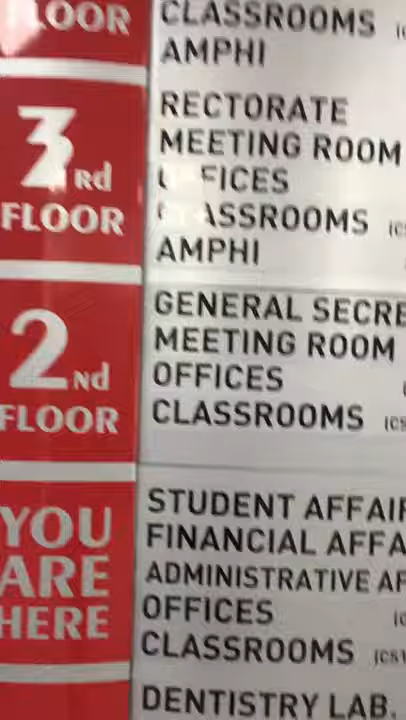 FLOOR
CLASSROOMS
AMPHI
3Rd
FLOOR
RECTORATE
MEETING ROOM
OFFICES
CLASSROOMS
AMPHI
2Nd
FLOOR
GENERAL SECRE
MEETING ROOM
OFFICES
CLASSROOMS
YOU
ARE
HERE
STUDENT AFFAIR
FINANCIAL AFFA
ADMINISTRATIVE AF
OFFICES
CLASSROOMS
DENTISTRY LAB.